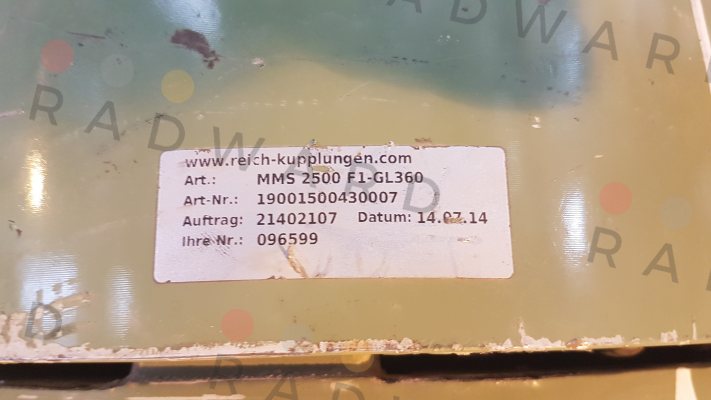 RADWARD
RADWARD
www.reich-kupplungen.com
Art.: MMS 2500 F1-GL360
Art-Nr.: 19001500430007
Auftrag: 21402107 Datum: 14.07.14
Ihre Nr.: 096599